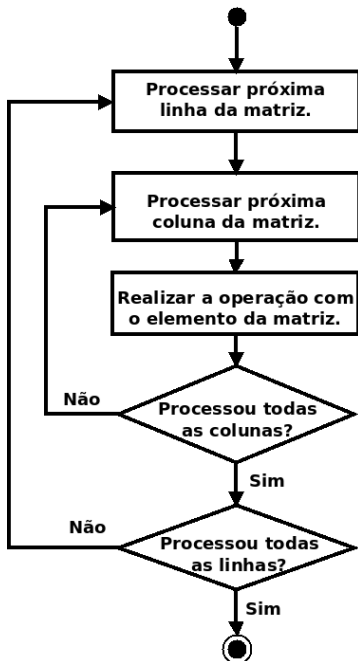 Processar próxima
linha da matriz.
Processar próxima
coluna da matriz.
Realizar a operação com
o elemento da matriz.
Não
Processou todas
as colunas?
Sim
Não
Processou todas
as linhas?
Sim